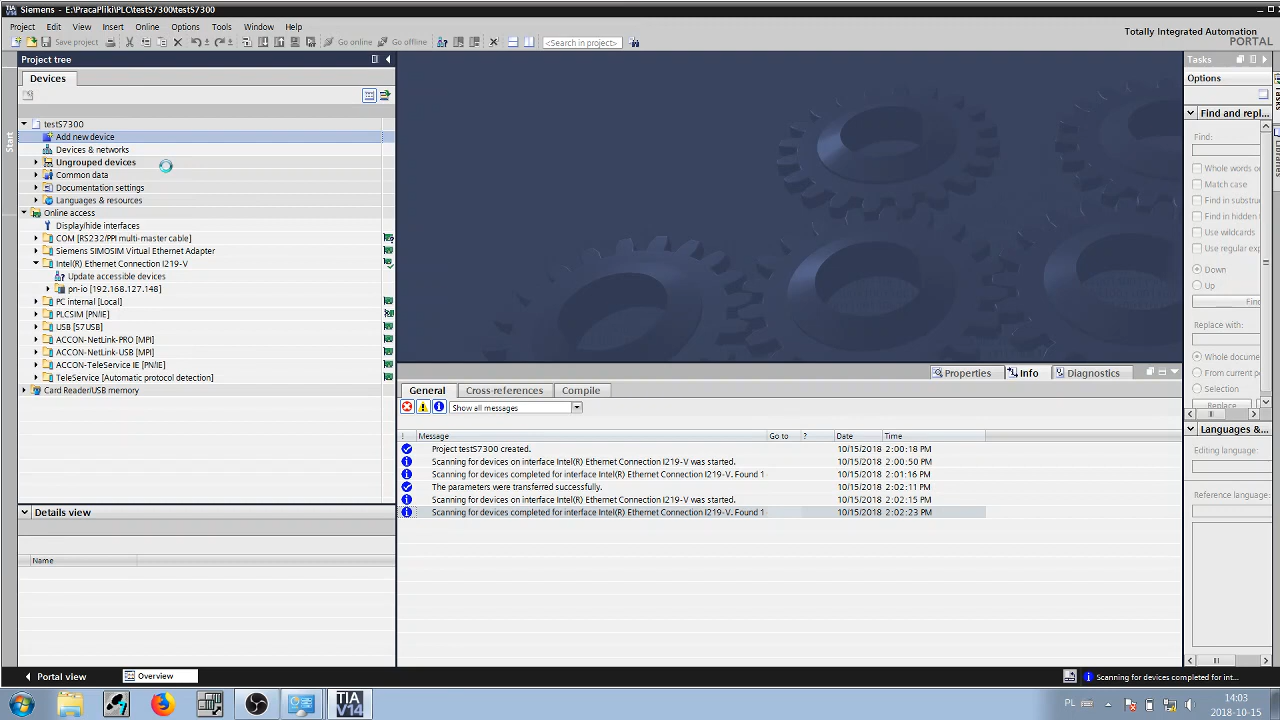 Siemens - E:\PracaPliki\PLC\testS7300\testS7300
Project Edit View Insert Online Options Tools Window Help
Totally Integrated Automation
PORTAL
Save project Go online Go offline <Search in project>
Project tree
Devices
Start
testS7300
Add new device
Devices & networks
Ungrouped devices
Common data
Documentation settings
Languages & resources
Online access
Display/hide interfaces
COM [RS232/PPI multi-master cable]
Siemens SIMOSIM Virtual Ethernet Adapter
Intel(R) Ethernet Connection I219-V
Update accessible devices
pn-io [192.168.127.148]
PC internal [Local]
PLCSIM [PN/IE]
USB [S7USB]
ACCON-NetLink-PRO [MPI]
ACCON-NetLink-USB [MPI]
ACCON-TeleService IE [PN/IE]
TeleService [Automatic protocol detection]
Card Reader/USB memory
Details view
Name
Properties Info Diagnostics
General Cross-references Compile
Show all messages
! Message Go to ? Date Time
Project testS7300 created. 10/15/2018 2:00:18 PM
Scanning for devices on interface Intel(R) Ethernet Connection I219-V was started. 10/15/2018 2:00:50 PM
Scanning for devices completed for interface Intel(R) Ethernet Connection I219-V. Found 1 10/15/2018 2:01:16 PM
The parameters were transferred successfully. 10/15/2018 2:02:11 PM
Scanning for devices on interface Intel(R) Ethernet Connection I219-V was started. 10/15/2018 2:02:15 PM
Scanning for devices completed for interface Intel(R) Ethernet Connection I219-V. Found 1 10/15/2018 2:02:23 PM
Tasks
Options
Find and repl...
Find:
Whole words o
Match case
Find in substruc
Find in hidden
Use wildcards
Use regular exp
Down
Up
Find
Replace with:
Whole docume
From current p
Selection
Replace
Languages &...
Editing language:
Reference language:
Tasks
Libraries
Portal view Overview
Scanning for devices completed for int...
TIA V14
PL
14:03
2018-10-15